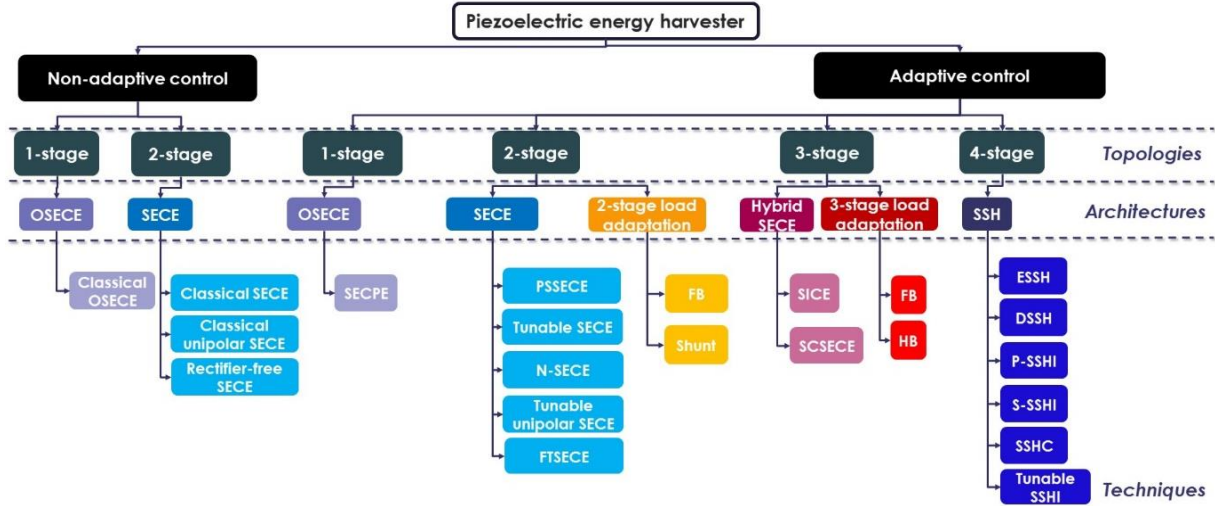 Piezoelectric energy harvester
Non-adaptive control
Adaptive control
1-stage
2-stage
1-stage
2-stage
3-stage
4-stage
Topologies
OSECE
SECE
OSECE
SECE
2-stage load
adaptation
Hybrid
SECE
3-stage load
adaptation
SSH
Architectures
Classical
OSECE
Classical SECE
Classical
unipolar SECE
Rectifier-free
SECE
SECPE
PSSECE
Tunable SECE
N-SECE
Tunable
unipolar SECE
FTSECE
FB
Shunt
SICE
SCSECE
FB
HB
ESSH
DSSH
P-SSHI
S-SSHI
SSHC
Tunable
SSHI
Techniques